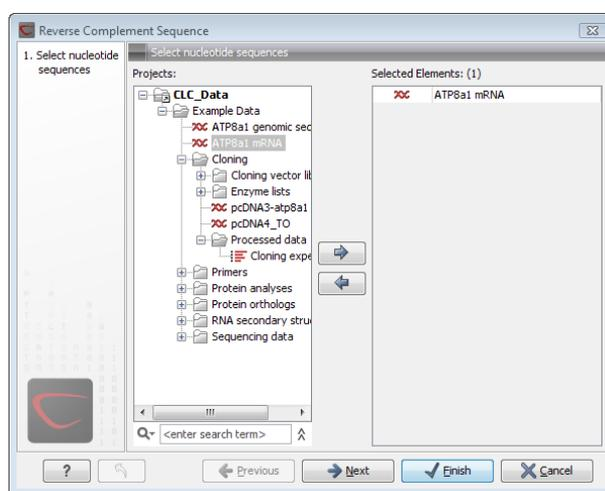 Reverse Complement Sequence
1. Select nucleotide
sequences
Select nucleotide sequences
Projects:
CLC_Data
Example Data
ATP8a1 genomic sec
ATP8a1 mRNA
Cloning
Cloning vector lib
Enzyme lists
pcDNA3-atp8a1
pcDNA4_TO
Processed data
Cloning expe
Primers
Protein analyses
Protein orthologs
RNA secondary stru
Sequencing data
<enter search term>
Selected Elements: (1)
ATP8a1 mRNA
?
Previous
Next
Finish
Cancel